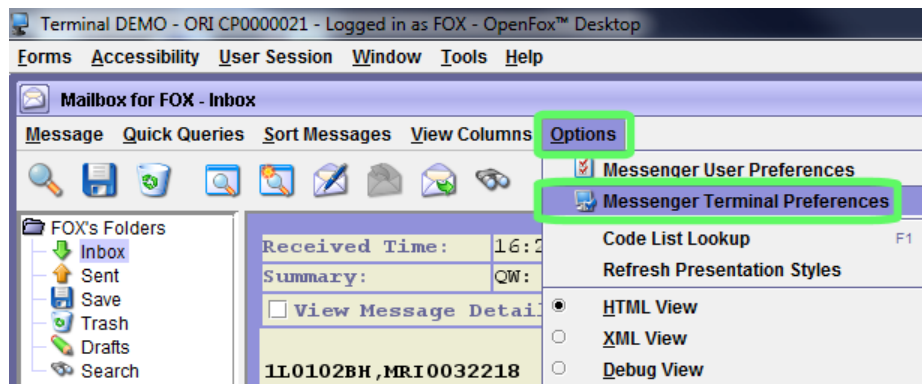 Terminal DEMO - ORI CP0000021 - Logged in as FOX - OpenFox™ Desktop
Forms Accessibility User Session Window Tools Help
Mailbox for FOX - Inbox
Message Quick Queries Sort Messages View Columns Options
Messenger User Preferences
Messenger Terminal Preferences
Code List Lookup F1
Refresh Presentation Styles
HTML View
XML View
Debug View
FOX's Folders
Inbox
Sent
Save
Trash
Drafts
Search
Received Time: 16:2
Summary: QW:
View Message Detail
1L0102BH,MRI0032218